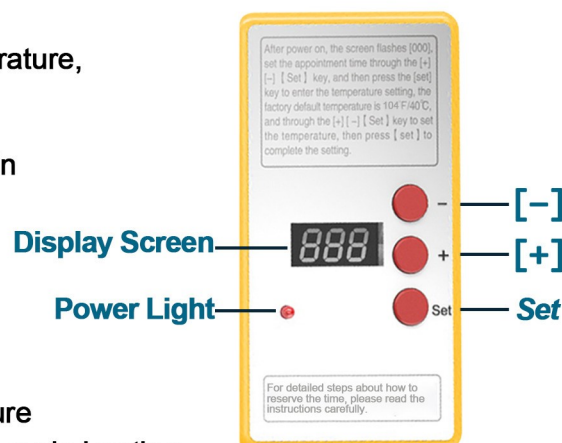 rature,
n
After power on, the screen flashes [000],
set the appointment time through the [+]
[−]【 Set 】key, and then press the [set]
key to enter the temperature setting, the
factory default temperature is 104℉/40℃,
and through the [+] [ −]【 Set 】key to set
the temperature, then press【 set 】to
complete the setting.
− [−]
Display Screen 888 + [+]
Power Light Set Set
ure
For detailed steps about how to
reserve the time, please read the
instructions carefully.